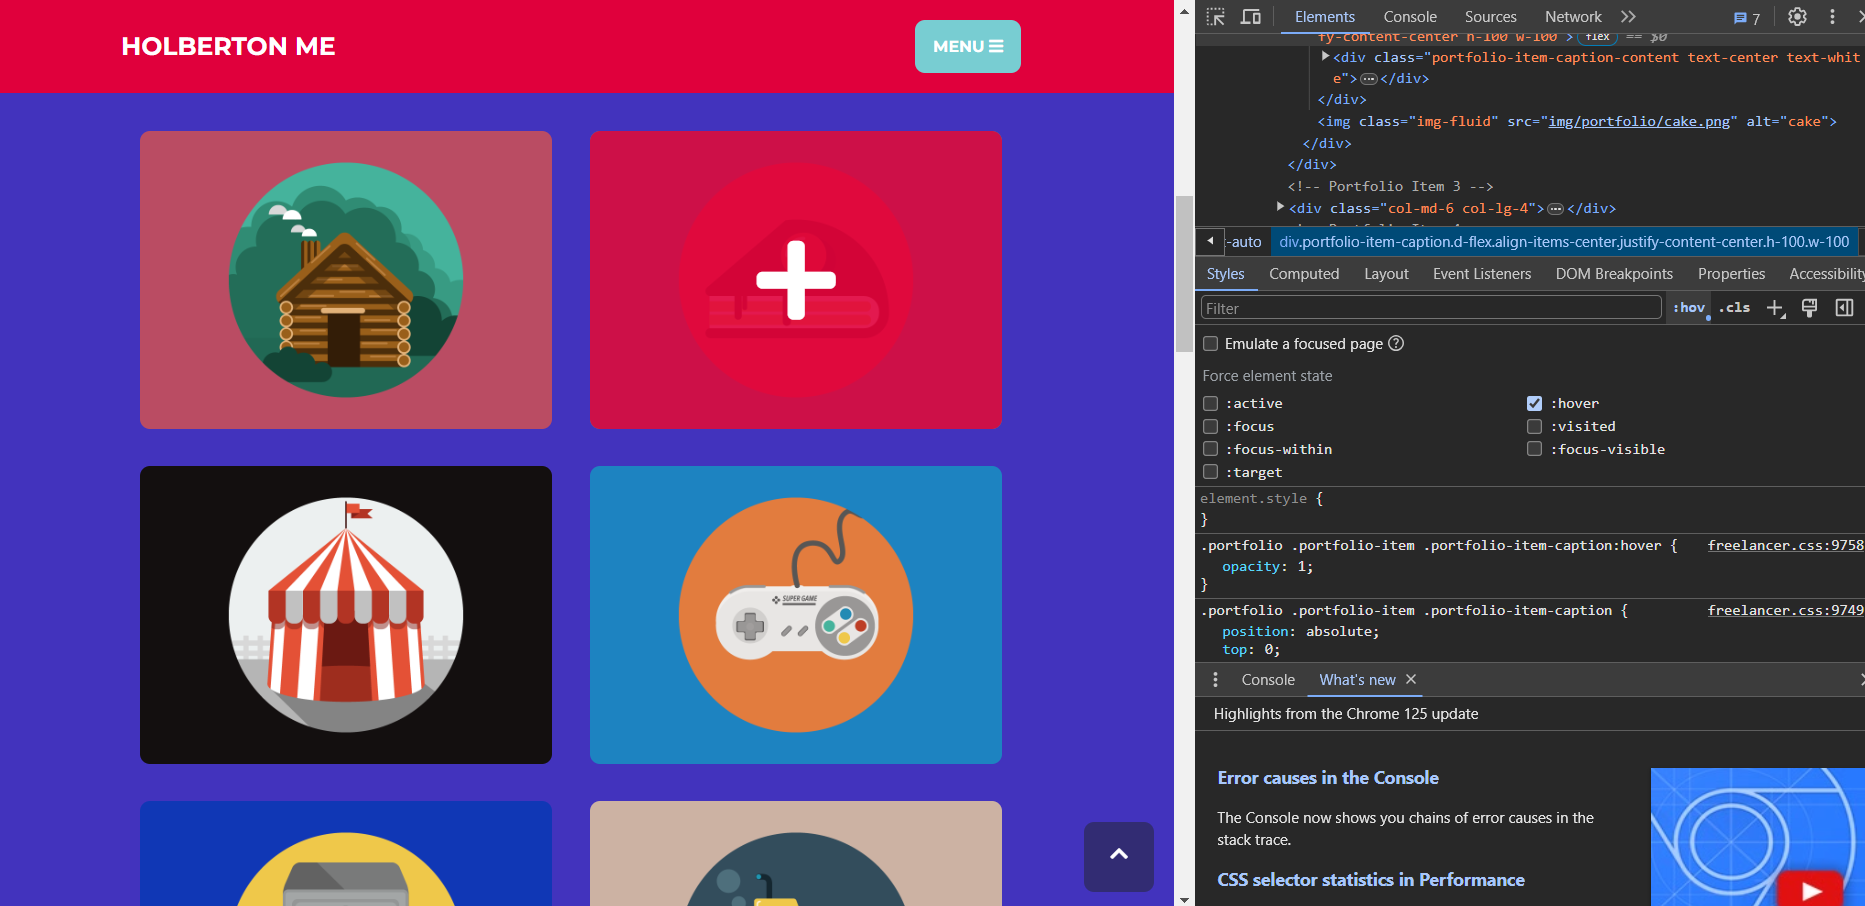 HOLBERTON ME
MENU
SUPER GAME
Elements Console Sources Network 7
fy-content-center h-100 w-100"> flex == $0
<div class="portfolio-item-caption-content text-center text-whit
e"> ... </div>
</div>
<img class="img-fluid" src="img/portfolio/cake.png" alt="cake">
</div>
</div>
<!-- Portfolio Item 3 -->
<div class="col-md-6 col-lg-4"> ... </div>
-auto div.portfolio-item-caption.d-flex.align-items-center.justify-content-center.h-100.w-100
Styles Computed Layout Event Listeners DOM Breakpoints Properties Accessibility
Filter :hov .cls
Emulate a focused page ?
Force element state
:active :hover
:focus :visited
:focus-within :focus-visible
:target
element.style {
}
.portfolio .portfolio-item .portfolio-item-caption:hover { freelancer.css:9758
opacity: 1;
}
.portfolio .portfolio-item .portfolio-item-caption { freelancer.css:9749
position: absolute;
top: 0;
Console What's new
Highlights from the Chrome 125 update
Error causes in the Console
The Console now shows you chains of error causes in the
stack trace.
CSS selector statistics in Performance